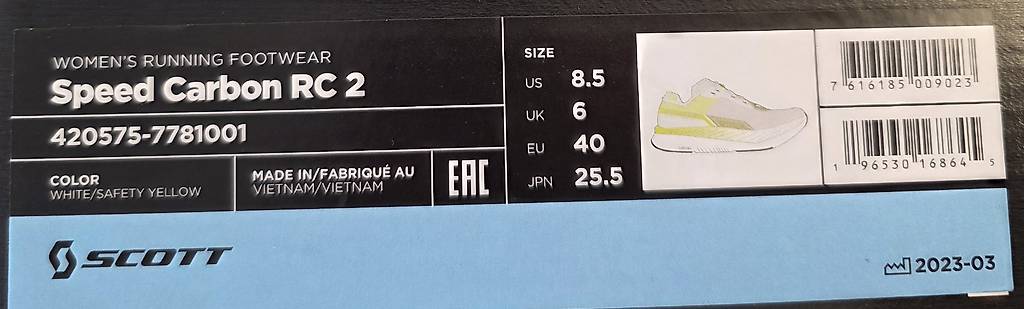 WOMEN'S RUNNING FOOTWEAR
Speed Carbon RC 2
420575-7781001
COLOR
WHITE/SAFETY YELLOW
MADE IN/FABRIQUÉ AU
VIETNAM/VIETNAM
EAC
SIZE
US 8.5
UK 6
EU 40
JPN 25.5
7 616185 009023
1 96530 16864 5
SCOTT
2023-03